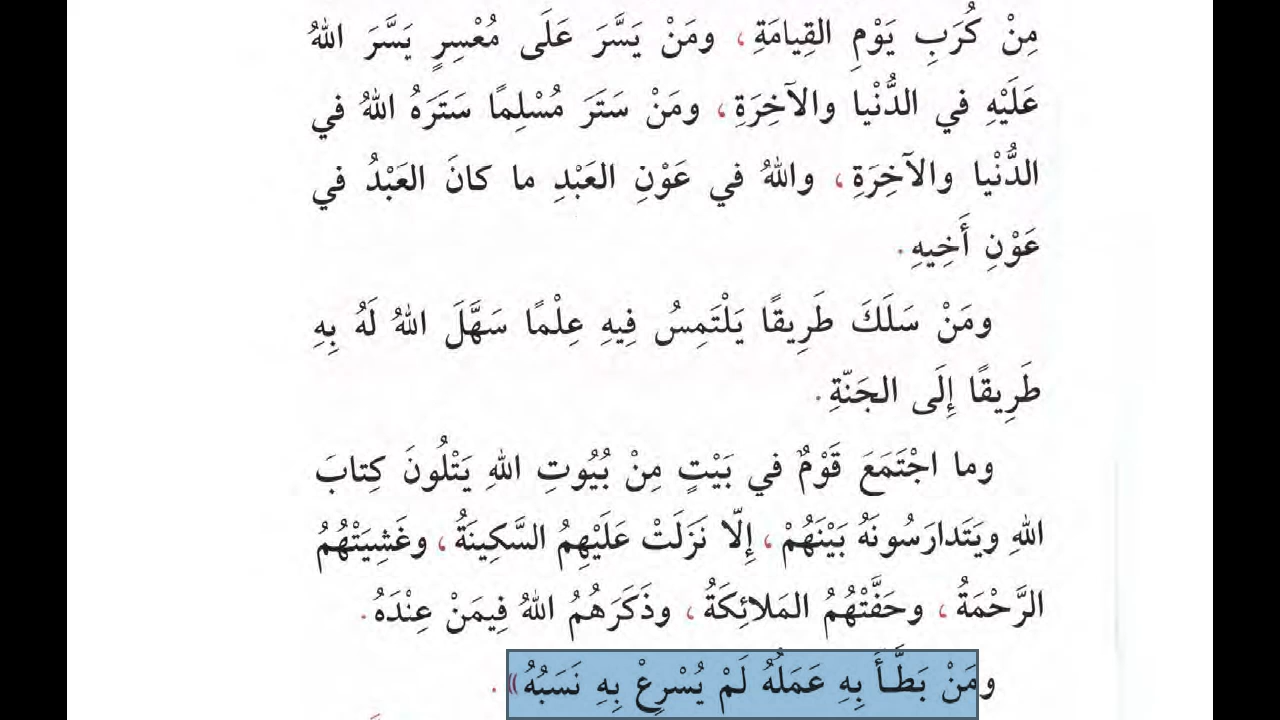 مِنْ كُرَبِ يَوْمِ القِيامَةِ، ومَنْ يَسَّرَ عَلَى مُعْسِرٍ يَسَّرَ اللهُ
عَلَيْهِ في الدُّنْيا والآخِرَةِ، ومَنْ سَتَرَ مُسْلِمًا سَتَرَهُ اللهُ في
الدُّنْيا والآخِرَةِ، واللهُ في عَوْنِ العَبْدِ ما كانَ العَبْدُ في
عَوْنِ أَخِيهِ.
ومَنْ سَلَكَ طَرِيقًا يَلْتَمِسُ فِيهِ عِلْمًا سَهَّلَ اللهُ لَهُ بِهِ
طَرِيقًا إِلَى الجَنّةِ.
وما اجْتَمَعَ قَوْمٌ في بَيْتٍ مِنْ بُيُوتِ اللهِ يَتْلُونَ كِتابَ
اللهِ ويَتَدارَسُونَهُ بَيْنَهُمْ، إِلّا نَزَلَتْ عَلَيْهِمُ السَّكِينَةُ، وغَشِيَتْهُمُ
الرَّحْمَةُ، وحَفَّتْهُمُ المَلائِكَةُ، وذَكَرَهُمُ اللهُ فِيمَنْ عِنْدَهُ.
ومَنْ بَطَّأَ بِهِ عَمَلُهُ لَمْ يُسْرِعْ بِهِ نَسَبُهُ».